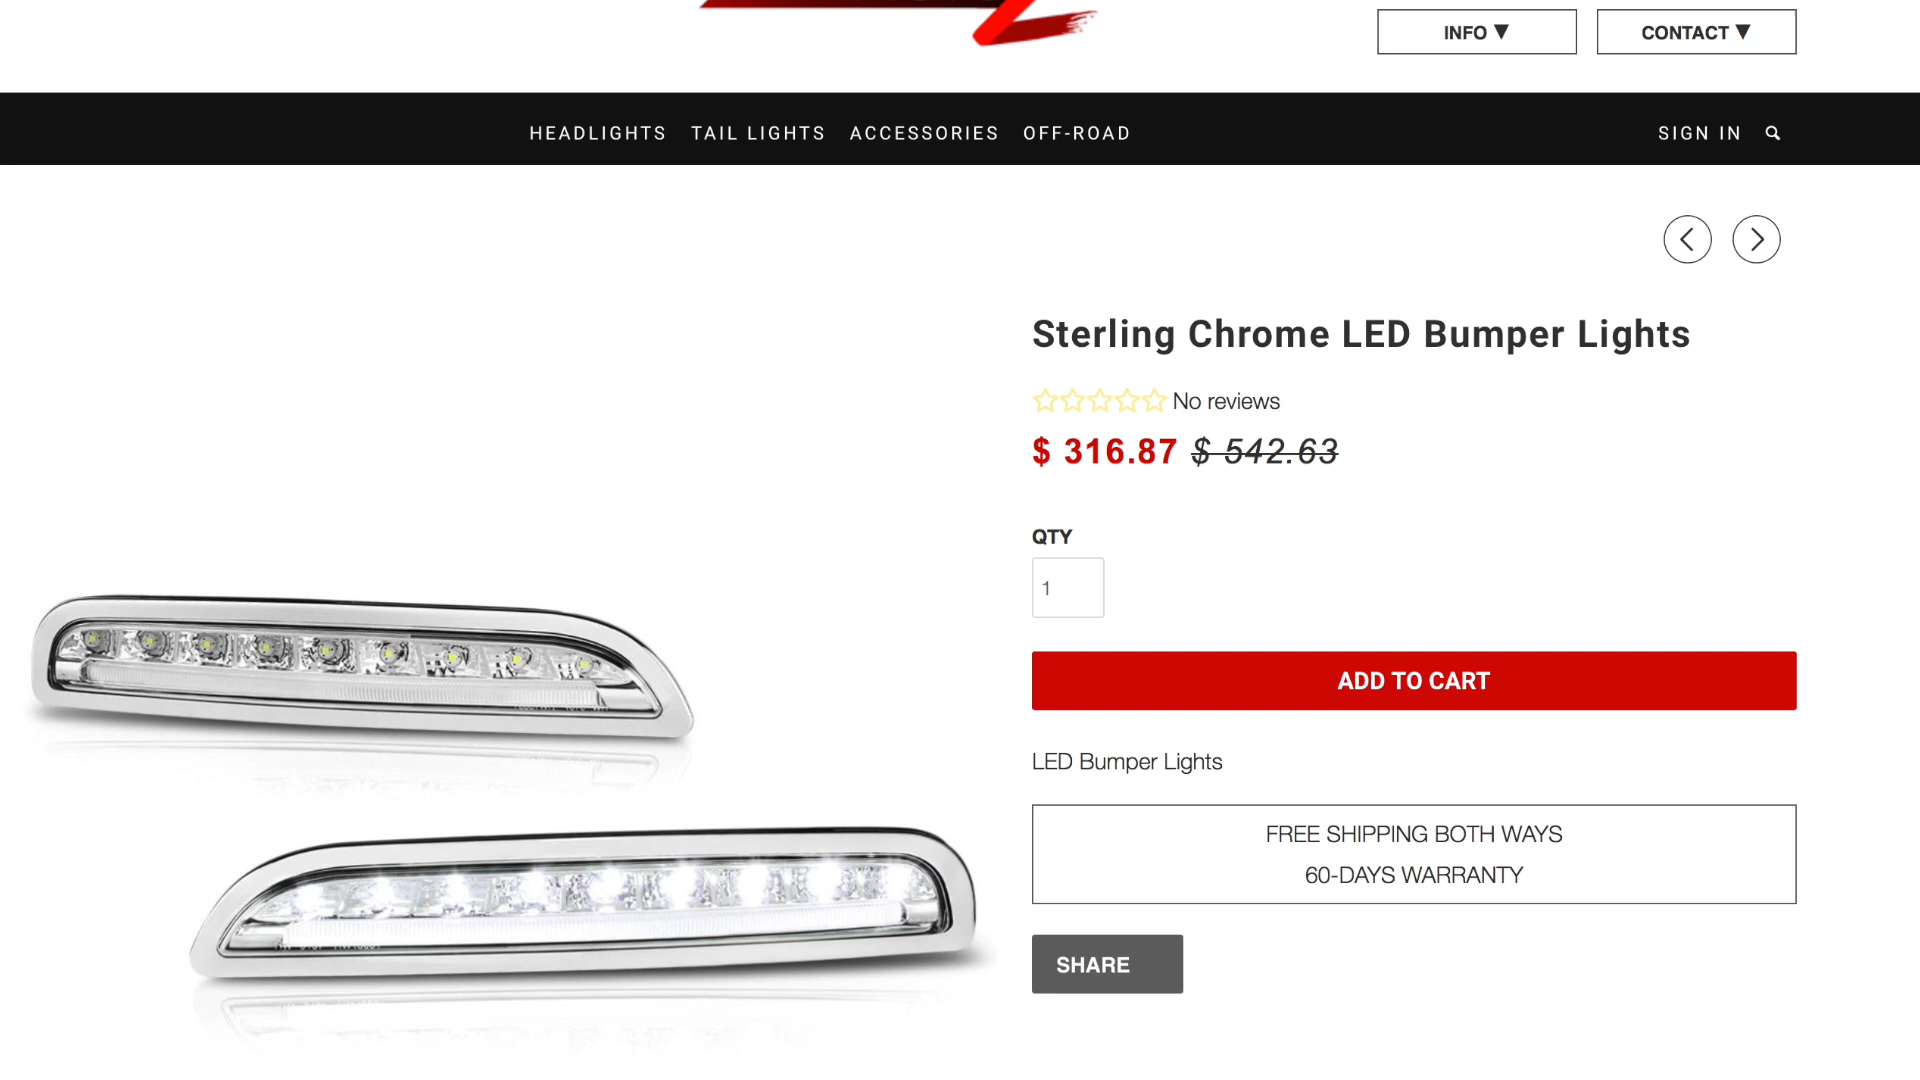 INFO ▼
CONTACT ▼
HEADLIGHTS TAIL LIGHTS ACCESSORIES OFF-ROAD
SIGN IN
Sterling Chrome LED Bumper Lights
No reviews
$ 316.87 $ 542.63
QTY
1
ADD TO CART
LED Bumper Lights
FREE SHIPPING BOTH WAYS
60-DAYS WARRANTY
SHARE